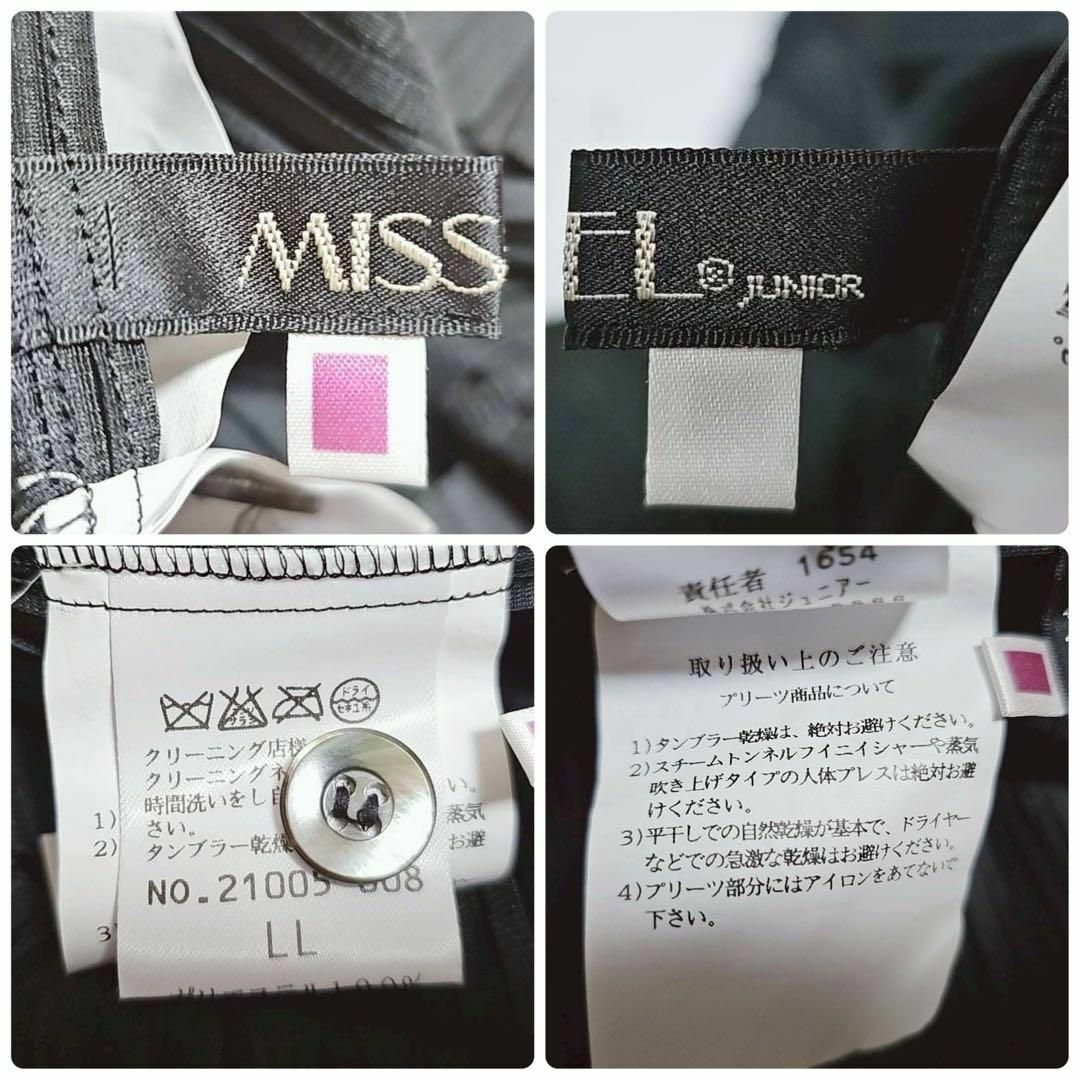 MISS
EL JUNIOR
ドライ
セキユ系
クリーニング店様
クリーニング
時間洗いをし
さい。
1)
い。
蒸気
2) タンブラー乾燥
お避
NO.21005 008
3)
LL
ポリエステル100%
責任者 1654
株式会社ジュニアー
取り扱い上のご注意
プリーツ商品について
1)タンブラー乾燥は、絶対お避けください。
2)スチームトンネルフイニイシャーや蒸気
吹き上げタイプの人体プレスは絶対お避
けください。
3)平干しでの自然乾燥が基本で、ドライヤー
などでの急激な乾燥はお避けください。
4)プリーツ部分にはアイロンをあてないで
下さい。